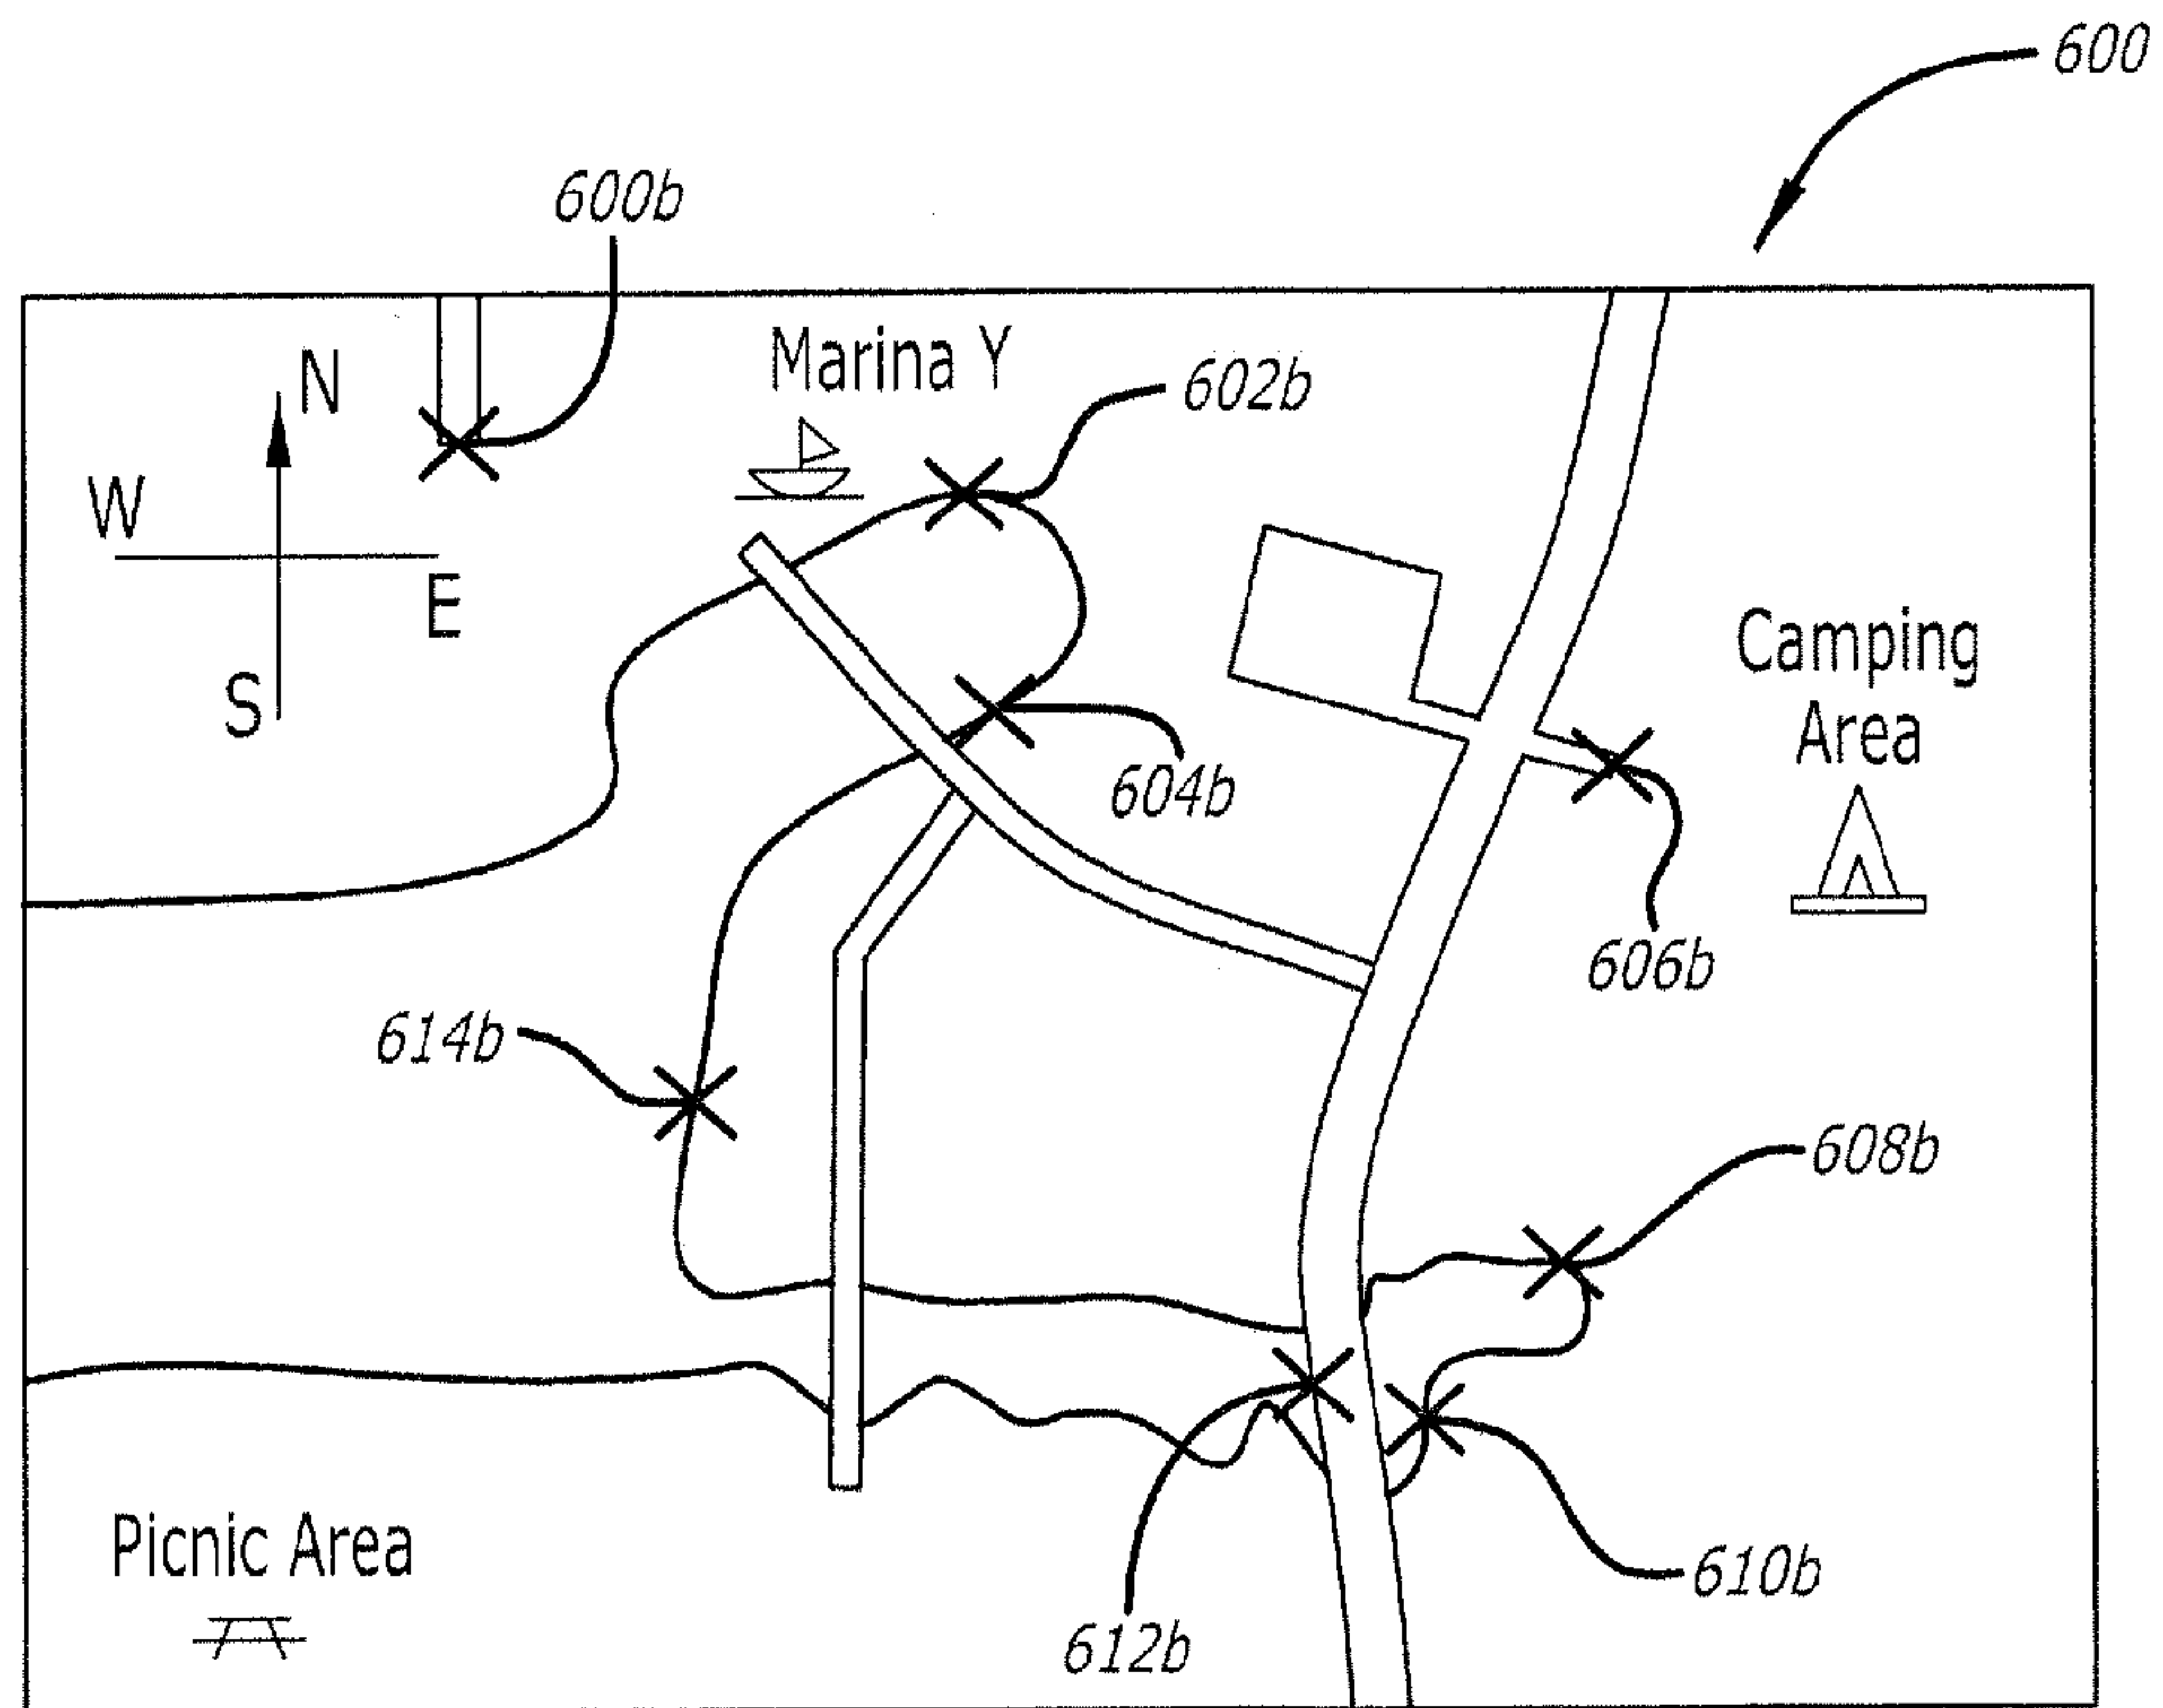 600
600b
Marina Y
602b
N
W
E
S
Camping
Area
604b
606b
614b
608b
Picnic Area
610b
612b